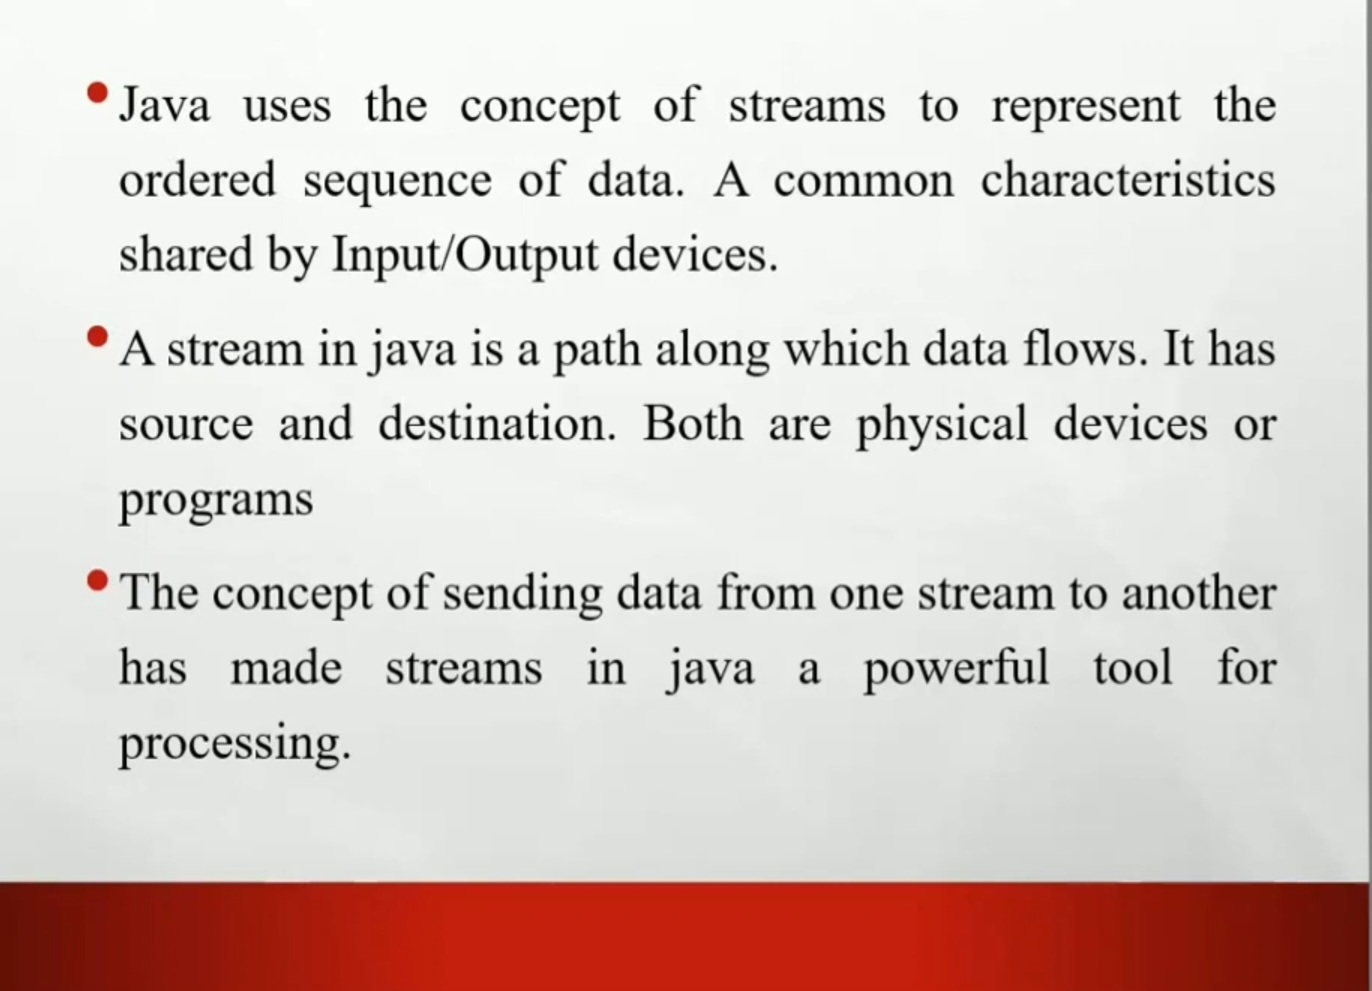 • Java uses the concept of streams to represent the
ordered sequence of data. A common characteristics
shared by Input/Output devices.
• A stream in java is a path along which data flows. It has
source and destination. Both are physical devices or
programs
• The concept of sending data from one stream to another
has made streams in java a powerful tool for
processing.